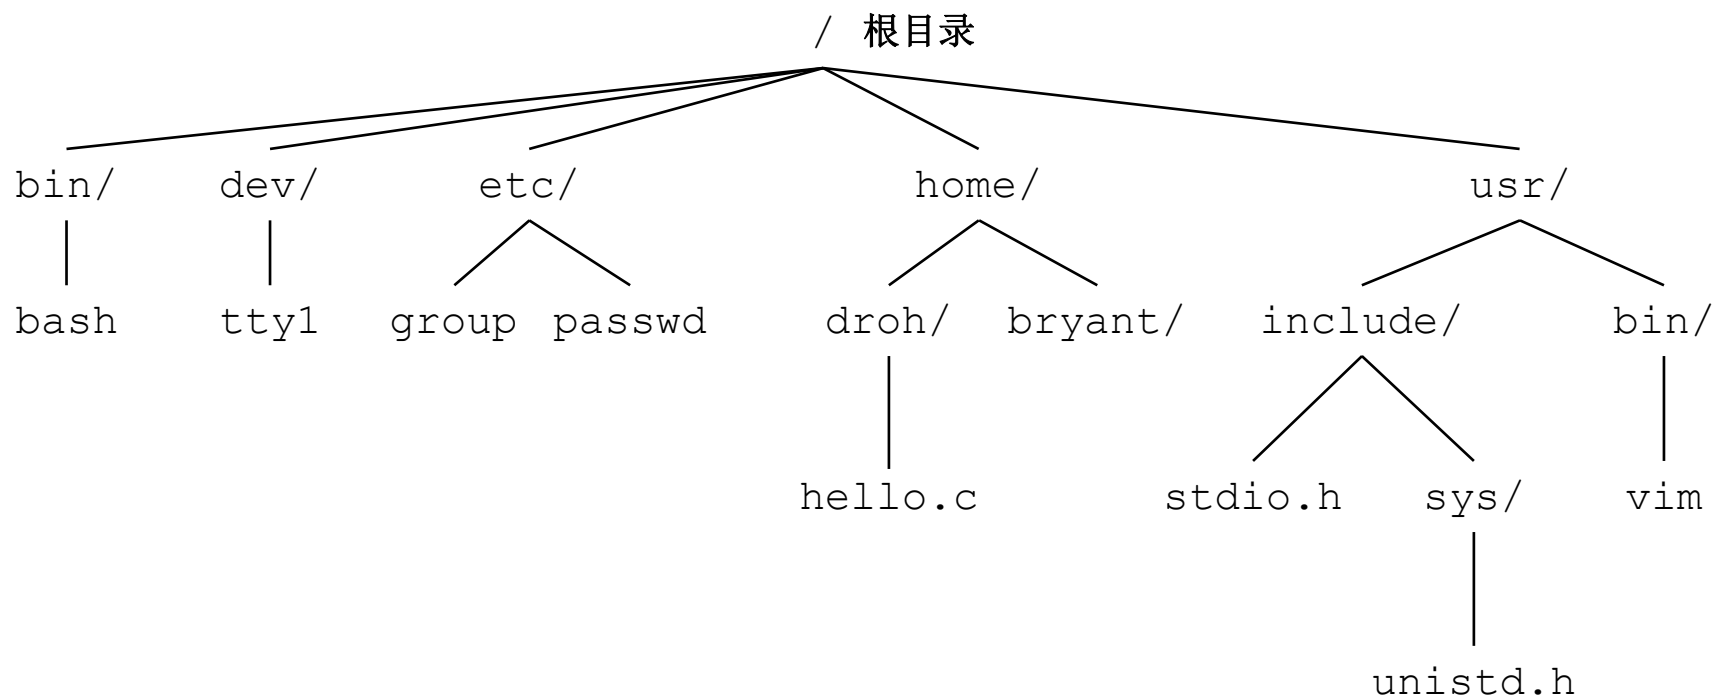 / 根目录
bin/ dev/ etc/ home/ usr/
bash tty1 group passwd droh/ bryant/ include/ bin/
hello.c stdio.h sys/ vim
unistd.h